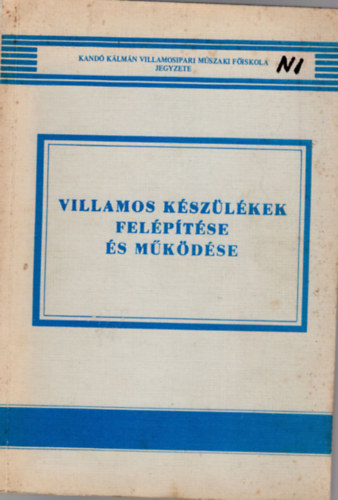 KANDÓ KÁLMÁN VILLAMOSIPARI MŰSZAKI FŐISKOLA
JEGYZETE
N1
VILLAMOS KÉSZÜLÉKEK
FELÉPÍTÉSE
ÉS MŰKÖDÉSE